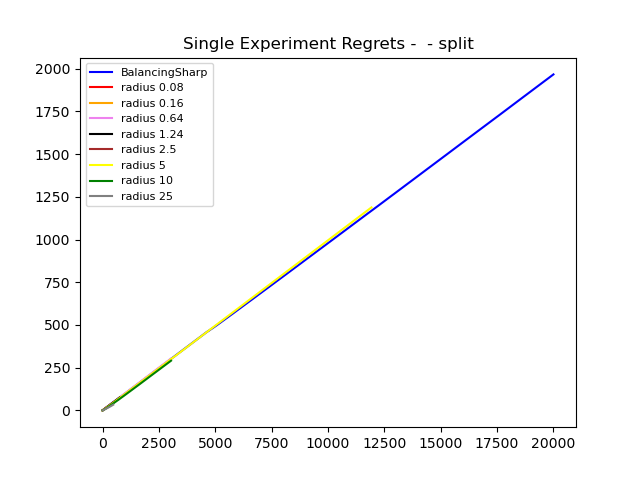 Single Experiment Regrets -  - split
2000
1750
1500
1250
1000
750
500
250
0
BalancingSharp
radius 0.08
radius 0.16
radius 0.64
radius 1.24
radius 2.5
radius 5
radius 10
radius 25
0 2500 5000 7500 10000 12500 15000 17500 20000